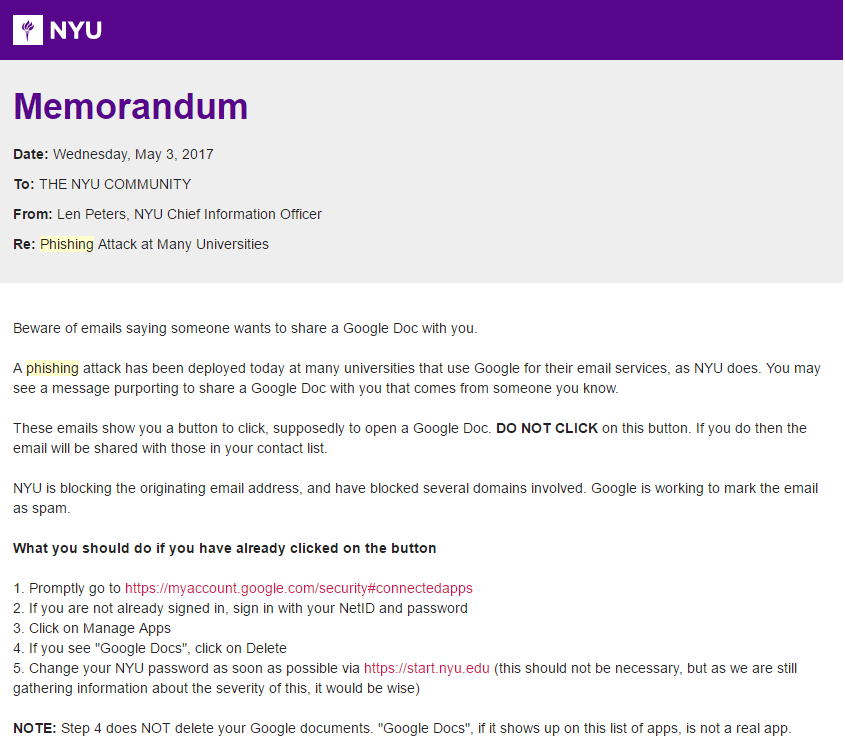 NYU
Memorandum
Date: Wednesday, May 3, 2017
To: THE NYU COMMUNITY
From: Len Peters, NYU Chief Information Officer
Re: Phishing Attack at Many Universities
Beware of emails saying someone wants to share a Google Doc with you.
A phishing attack has been deployed today at many universities that use Google for their email services, as NYU does. You may
see a message purporting to share a Google Doc with you that comes from someone you know.
These emails show you a button to click, supposedly to open a Google Doc. DO NOT CLICK on this button. If you do then the
email will be shared with those in your contact list.
NYU is blocking the originating email address, and have blocked several domains involved. Google is working to mark the email
as spam.
What you should do if you have already clicked on the button
1. Promptly go to https://myaccount.google.com/security#connectedapps
2. If you are not already signed in, sign in with your NetID and password
3. Click on Manage Apps
4. If you see "Google Docs", click on Delete
5. Change your NYU password as soon as possible via https://start.nyu.edu (this should not be necessary, but as we are still
gathering information about the severity of this, it would be wise)
NOTE: Step 4 does NOT delete your Google documents. "Google Docs", if it shows up on this list of apps, is not a real app.